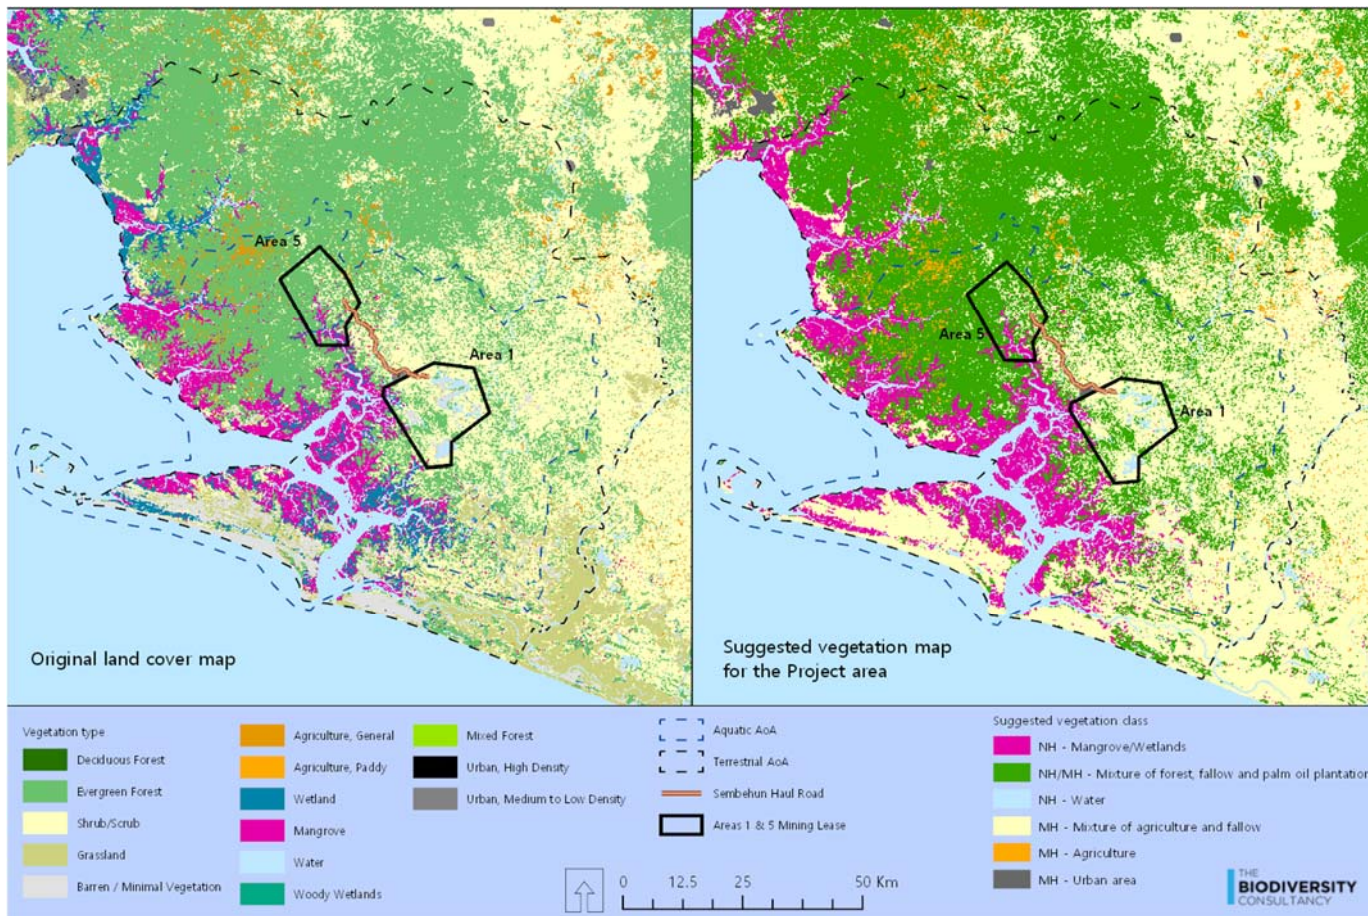 Area 5
Area 1
Original land cover map
Area 5
Area 1
Suggested vegetation map
for the Project area
Vegetation type
Deciduous Forest
Evergreen Forest
Shrub/Scrub
Grassland
Barren / Minimal Vegetation
Agriculture, General
Agriculture, Paddy
Wetland
Mangrove
Water
Woody Wetlands
Mixed Forest
Urban, High Density
Urban, Medium to Low Density
Aquatic AoA
Terrestrial AoA
Sembehun Haul Road
Areas 1 & 5 Mining Lease
0 12.5 25 50 Km
Suggested vegetation class
NH - Mangrove/Wetlands
NH/MH - Mixture of forest, fallow and palm oil plantation
NH - Water
MH - Mixture of agriculture and fallow
MH - Agriculture
MH - Urban area
THE
BIODIVERSITY
CONSULTANCY